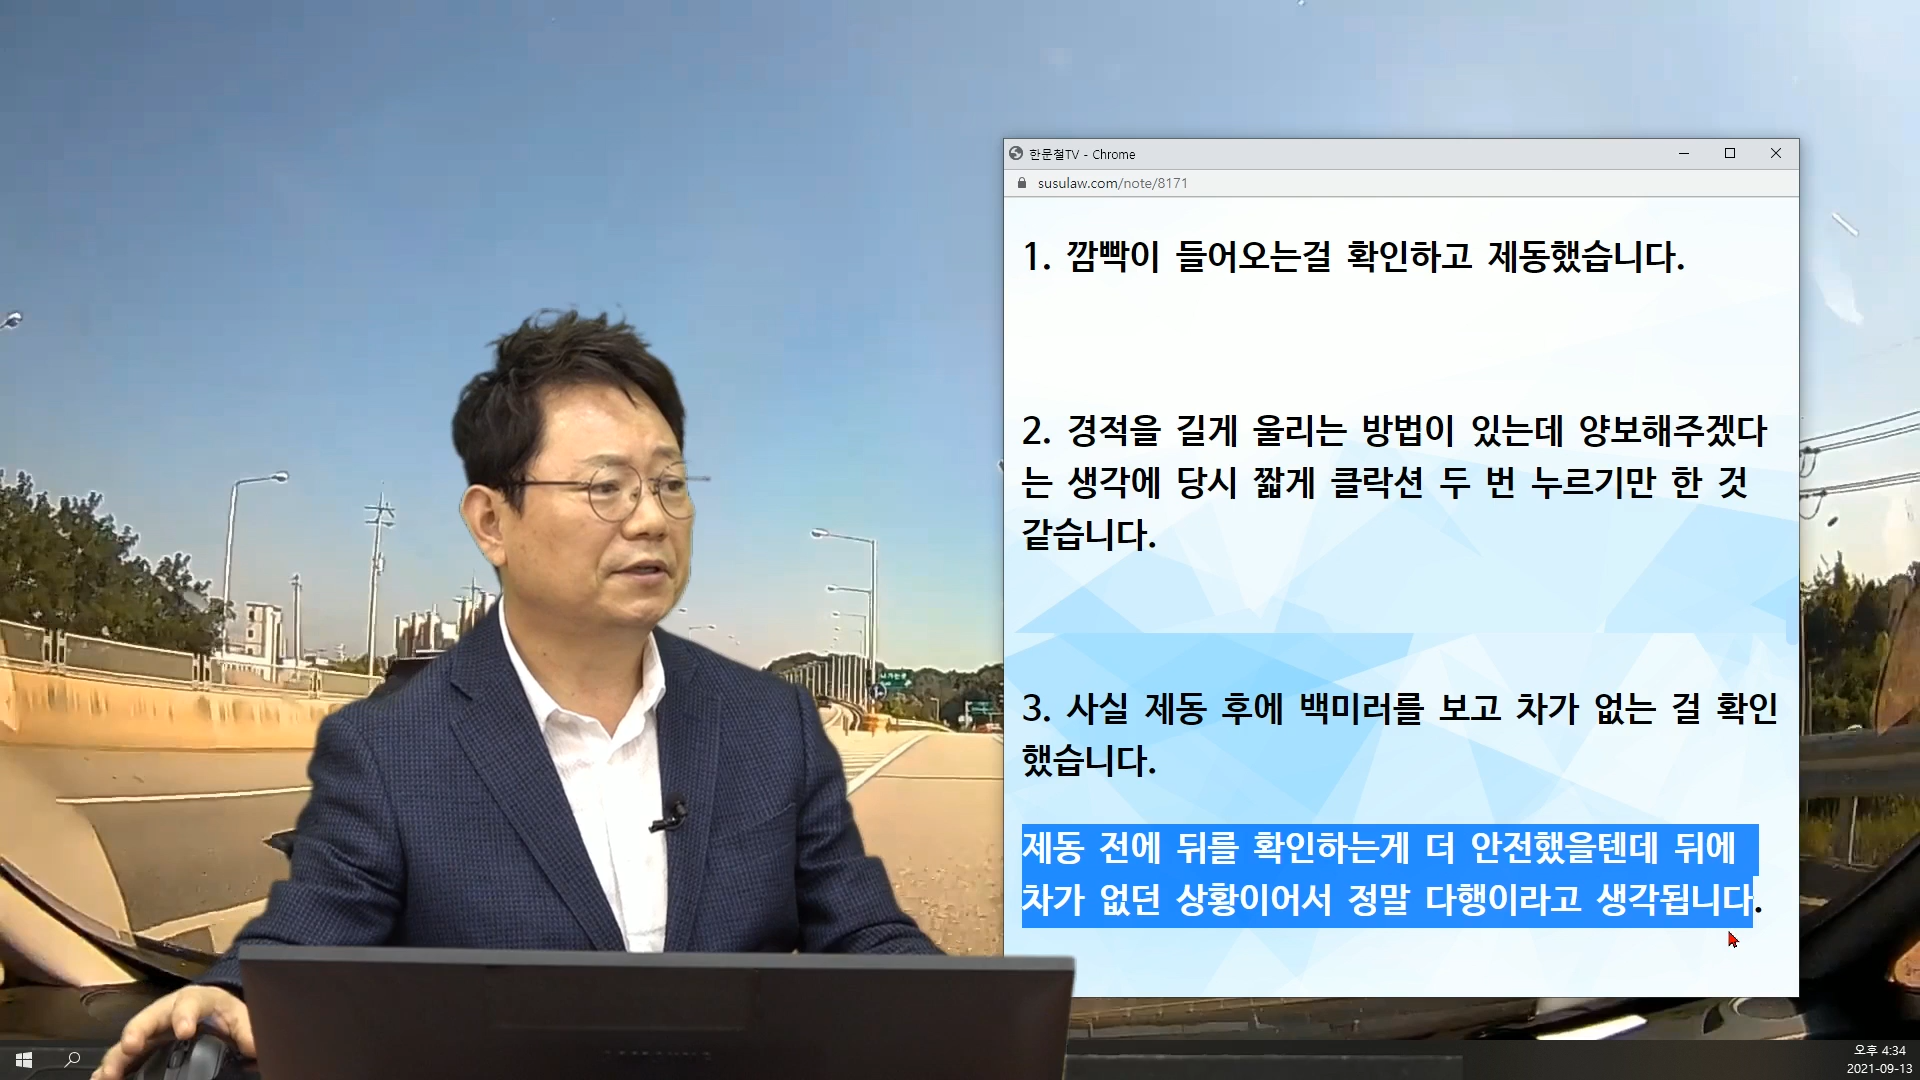 한문철TV - Chrome
susulaw.com/note/8171
1. 깜빡이 들어오는걸 확인하고 제동했습니다.
2. 경적을 길게 울리는 방법이 있는데 양보해주겠다
는 생각에 당시 짧게 클락션 두 번 누르기만 한 것
같습니다.
3. 사실 제동 후에 백미러를 보고 차가 없는 걸 확인
했습니다.
제동 전에 뒤를 확인하는게 더 안전했을텐데 뒤에
차가 없던 상황이어서 정말 다행이라고 생각됩니다.
오후 4:34
2021-09-13